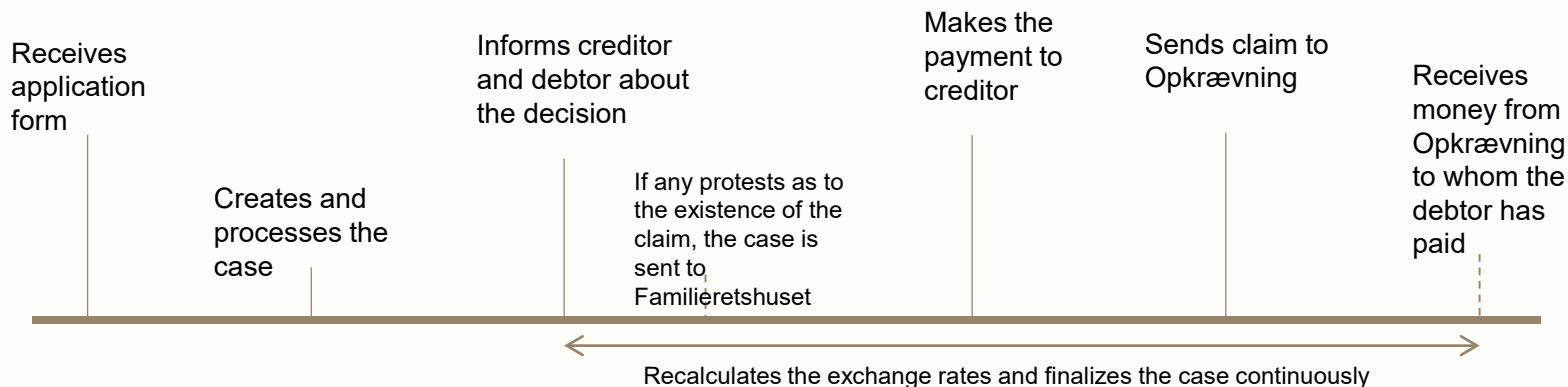 Receives
application
form
Creates and
processes the
case
Informs creditor
and debtor about
the decision
If any protests as to
the existence of the
claim, the case is
sent to
Familieretshuset
Makes the
payment to
creditor
Sends claim to
Opkrævning
Receives
money from
Opkrævning
to whom the
debtor has
paid
Recalculates the exchange rates and finalizes the case continuously